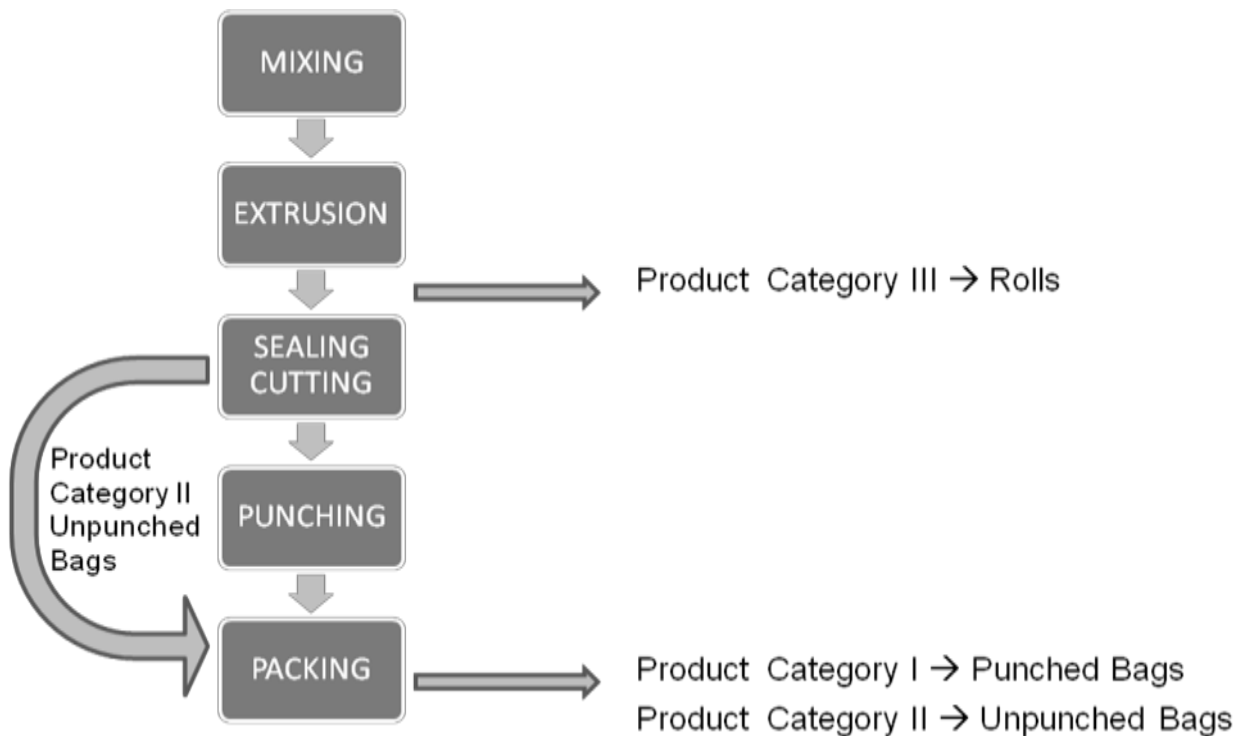 MIXING
EXTRUSION
Product Category III → Rolls
SEALING
CUTTING
Product
Category II
Unpunched
Bags
PUNCHING
PACKING
Product Category I → Punched Bags
Product Category II → Unpunched Bags